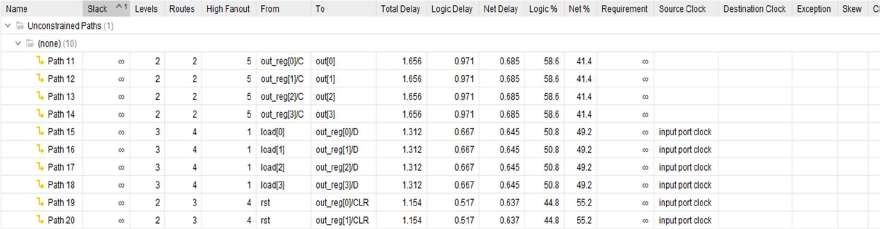 Name Slack ^1 Levels Routes High Fanout From To Total Delay Logic Delay Net Delay Logic % Net % Requirement Source Clock Destination Clock Exception Skew
Unconstrained Paths (1)
(none) (10)
Path 11 ∞ 2 2 5 out_reg[0]/C out[0] 1.656 0.971 0.685 58.6 41.4 ∞
Path 12 ∞ 2 2 5 out_reg[1]/C out[1] 1.656 0.971 0.685 58.6 41.4 ∞
Path 13 ∞ 2 2 5 out_reg[2]/C out[2] 1.656 0.971 0.685 58.6 41.4 ∞
Path 14 ∞ 2 2 5 out_reg[3]/C out[3] 1.656 0.971 0.685 58.6 41.4 ∞
Path 15 ∞ 3 4 1 load[0] out_reg[0]/D 1.312 0.667 0.645 50.8 49.2 ∞ input port clock
Path 16 ∞ 3 4 1 load[1] out_reg[1]/D 1.312 0.667 0.645 50.8 49.2 ∞ input port clock
Path 17 ∞ 3 4 1 load[2] out_reg[2]/D 1.312 0.667 0.645 50.8 49.2 ∞ input port clock
Path 18 ∞ 3 4 1 load[3] out_reg[3]/D 1.312 0.667 0.645 50.8 49.2 ∞ input port clock
Path 19 ∞ 2 3 4 rst out_reg[0]/CLR 1.154 0.517 0.637 44.8 55.2 ∞ input port clock
Path 20 ∞ 2 3 4 rst out_reg[1]/CLR 1.154 0.517 0.637 44.8 55.2 ∞ input port clock